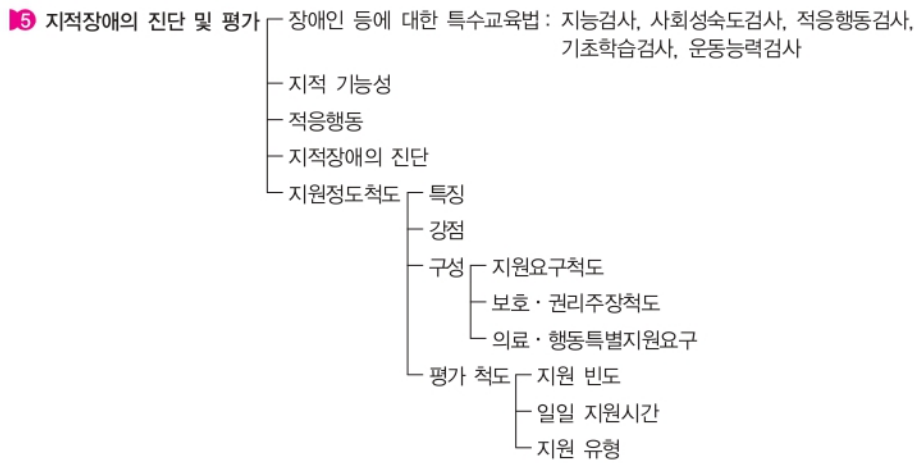 5 지적장애의 진단 및 평가
장애인 등에 대한 특수교육법 : 지능검사, 사회성숙도검사, 적응행동검사,
기초학습검사, 운동능력검사
지적 기능성
적응행동
지적장애의 진단
지원정도척도
특징
강점
구성
지원요구척도
보호 · 권리주장척도
의료 · 행동특별지원요구
평가 척도
지원 빈도
일일 지원시간
지원 유형